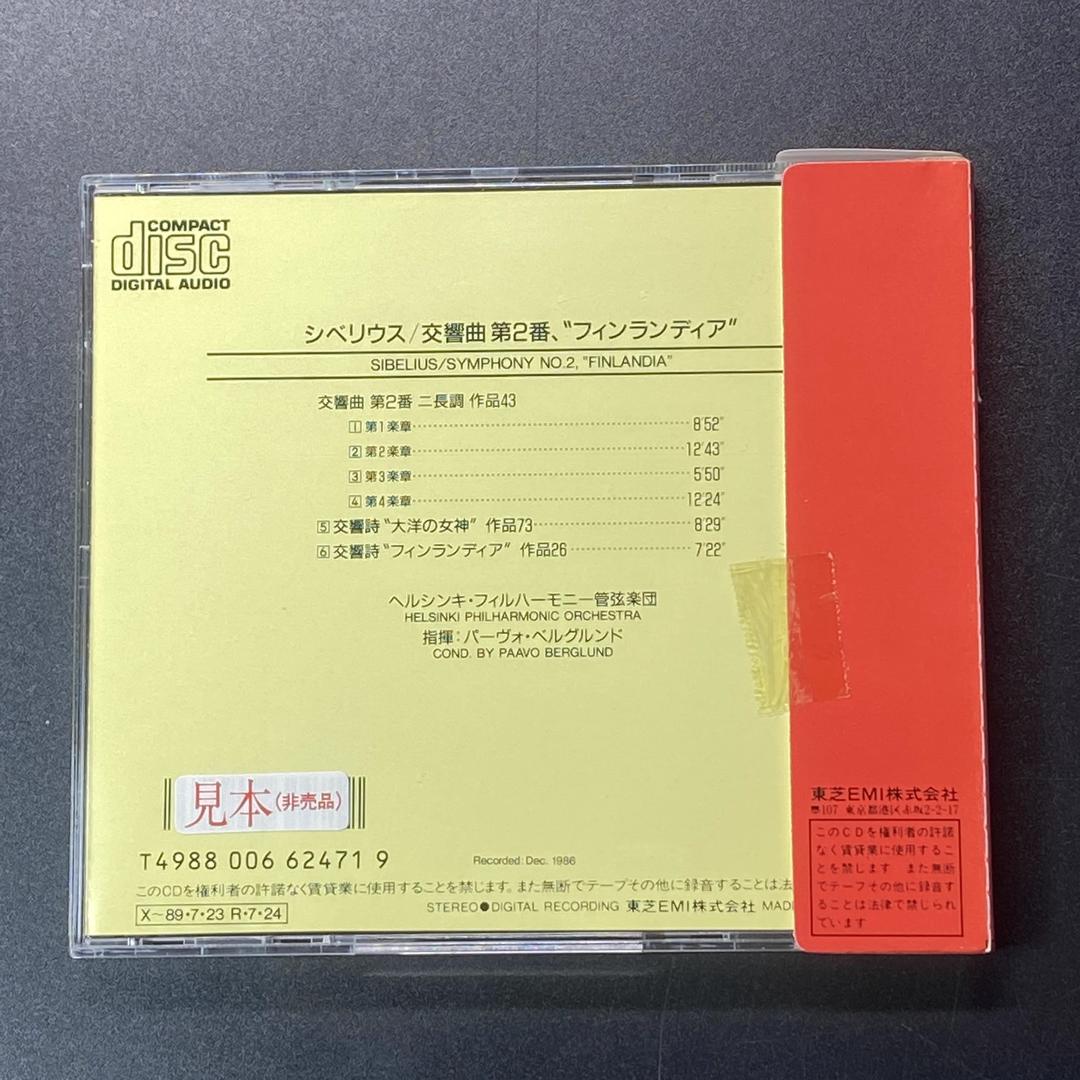 COMPACT
disc
DIGITAL AUDIO
シベリウス/交響曲 第2番、“フィンランディア”
SIBELIUS/SYMPHONY NO.2, "FINLANDIA"
交響曲 第2番 ニ長調 作品43
1 第1楽章 8'52"
2 第2楽章 12'43"
3 第3楽章 5'50"
4 第4楽章 12'24"
5 交響詩“大洋の女神” 作品73 8'29"
6 交響詩“フィンランディア” 作品26 7'22"
ヘルシンキ・フィルハーモニー管弦楽団
HELSINKI PHILHARMONIC ORCHESTRA
指揮:パーヴォ・ベルグルンド
COND. BY PAAVO BERGLUND
見本(非売品)
T4988 006 62471 9
Recorded: Dec. 1986
このCDを権利者の許諾なく賃貸業に使用することを禁じます。また無断でテープその他に録音することは法
X〜89・7・23 R・7・24
STEREO●DIGITAL RECORDING 東芝EMI株式会社 MADE
東芝EMI株式会社
〒107 東京都港区赤坂2-2-17
このCDを権利者の許諾
なく賃貸業に使用するこ
とを禁じます また無断
でテープその他に録音す
ることは法律で禁じられ
ています